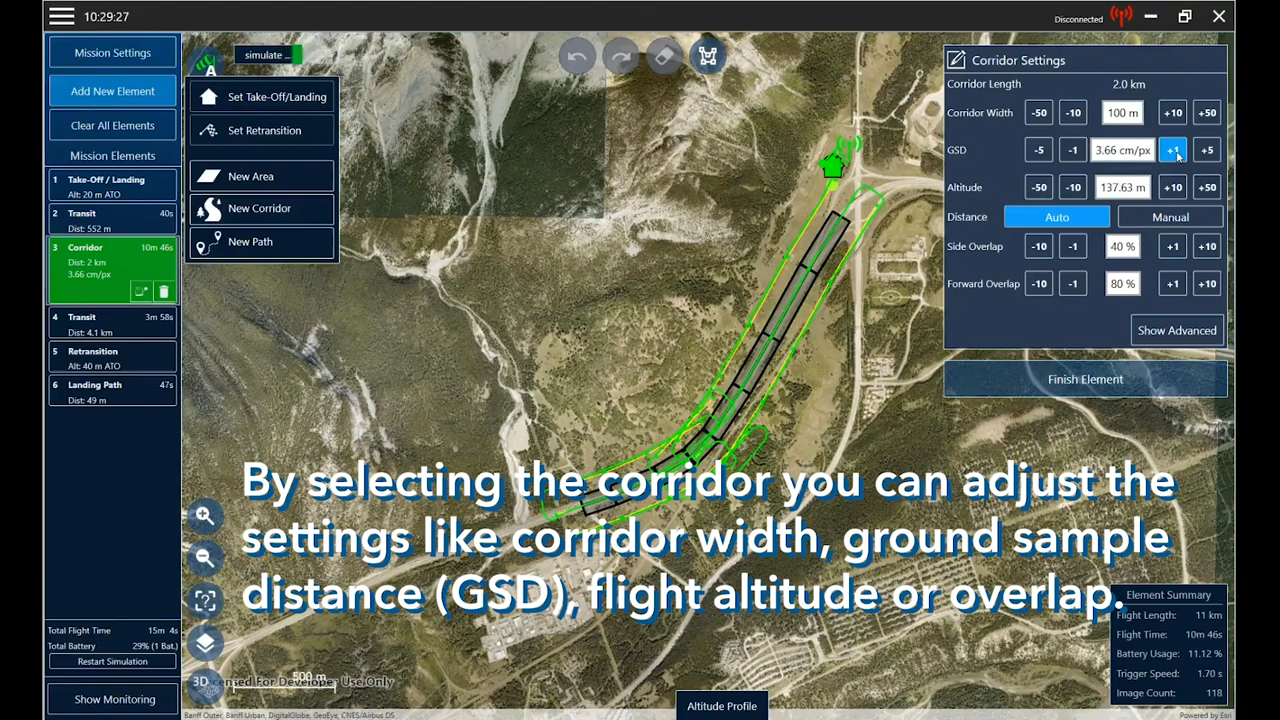 10:29:27
Disconnected
Mission Settings
Add New Element
Clear All Elements
Mission Elements
1 Take-Off / Landing
Alt: 20 m ATO
2 Transit 40s
Dist: 552 m
3 Corridor 10m 46s
Dist: 2 km
3.66 cm/px
4 Transit 3m 58s
Dist: 4.1 km
5 Retransition
Alt: 40 m ATO
6 Landing Path 47s
Dist: 49 m
Total Flight Time 15m 4s
Total Battery 29% (1 Bat.)
Restart Simulation
Show Monitoring
A
simulate ...
Set Take-Off/Landing
Set Retransition
New Area
New Corridor
New Path
Corridor Settings
Corridor Length 2.0 km
Corridor Width -50 -10 100 m +10 +50
GSD -5 -1 3.66 cm/px +1 +5
Altitude -50 -10 137.63 m +10 +50
Distance Auto Manual
Side Overlap -10 -1 40 % +1 +10
Forward Overlap -10 -1 80 % +1 +10
Show Advanced
Finish Element
By selecting the corridor you can adjust the
settings like corridor width, ground sample
distance (GSD), flight altitude or overlap.
Element Summary
Flight Length: 11 km
Flight Time: 10m 46s
Battery Usage: 11.12 %
Trigger Speed: 1.70 s
Image Count: 118
3D
500 m
For Developer Use Only
Altitude Profile
Banff Outer, Banff Urban, DigitalGlobe, GeoEye, CNES/Airbus DS
Powered by Esri